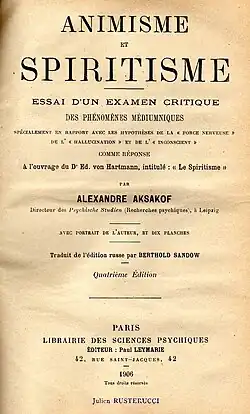 ANIMISME
ET
SPIRITISME
ESSAI D'UN EXAMEN CRITIQUE
DES PHÉNOMÈNES MÉDIUMNIQUES
SPÉCIALEMENT EN RAPPORT AVEC LES HYPOTHÈSES DE LA « FORCE NERVEUSE »
DE L' « HALLUCINATION » ET DE L' « INCONSCIENT »
COMME RÉPONSE
A l'ouvrage du Dr Ed. von Hartmann, intitulé : « Le Spiritisme »
PAR
ALEXANDRE AKSAKOF
Directeur des Psychische Studien (Recherches psychiques), à Leipzig
AVEC PORTRAIT DE L'AUTEUR, ET DIX PLANCHES
Traduit de l'édition russe par BERTHOLD SANDOW
Quatrième Édition
PARIS
LIBRAIRIE DES SCIENCES PSYCHIQUES
ÉDITEUR : Paul LEYMARIE
42, RUE SAINT-JACQUES, 42
1906
Tous droits réservés
Julien RUSTERUCCI